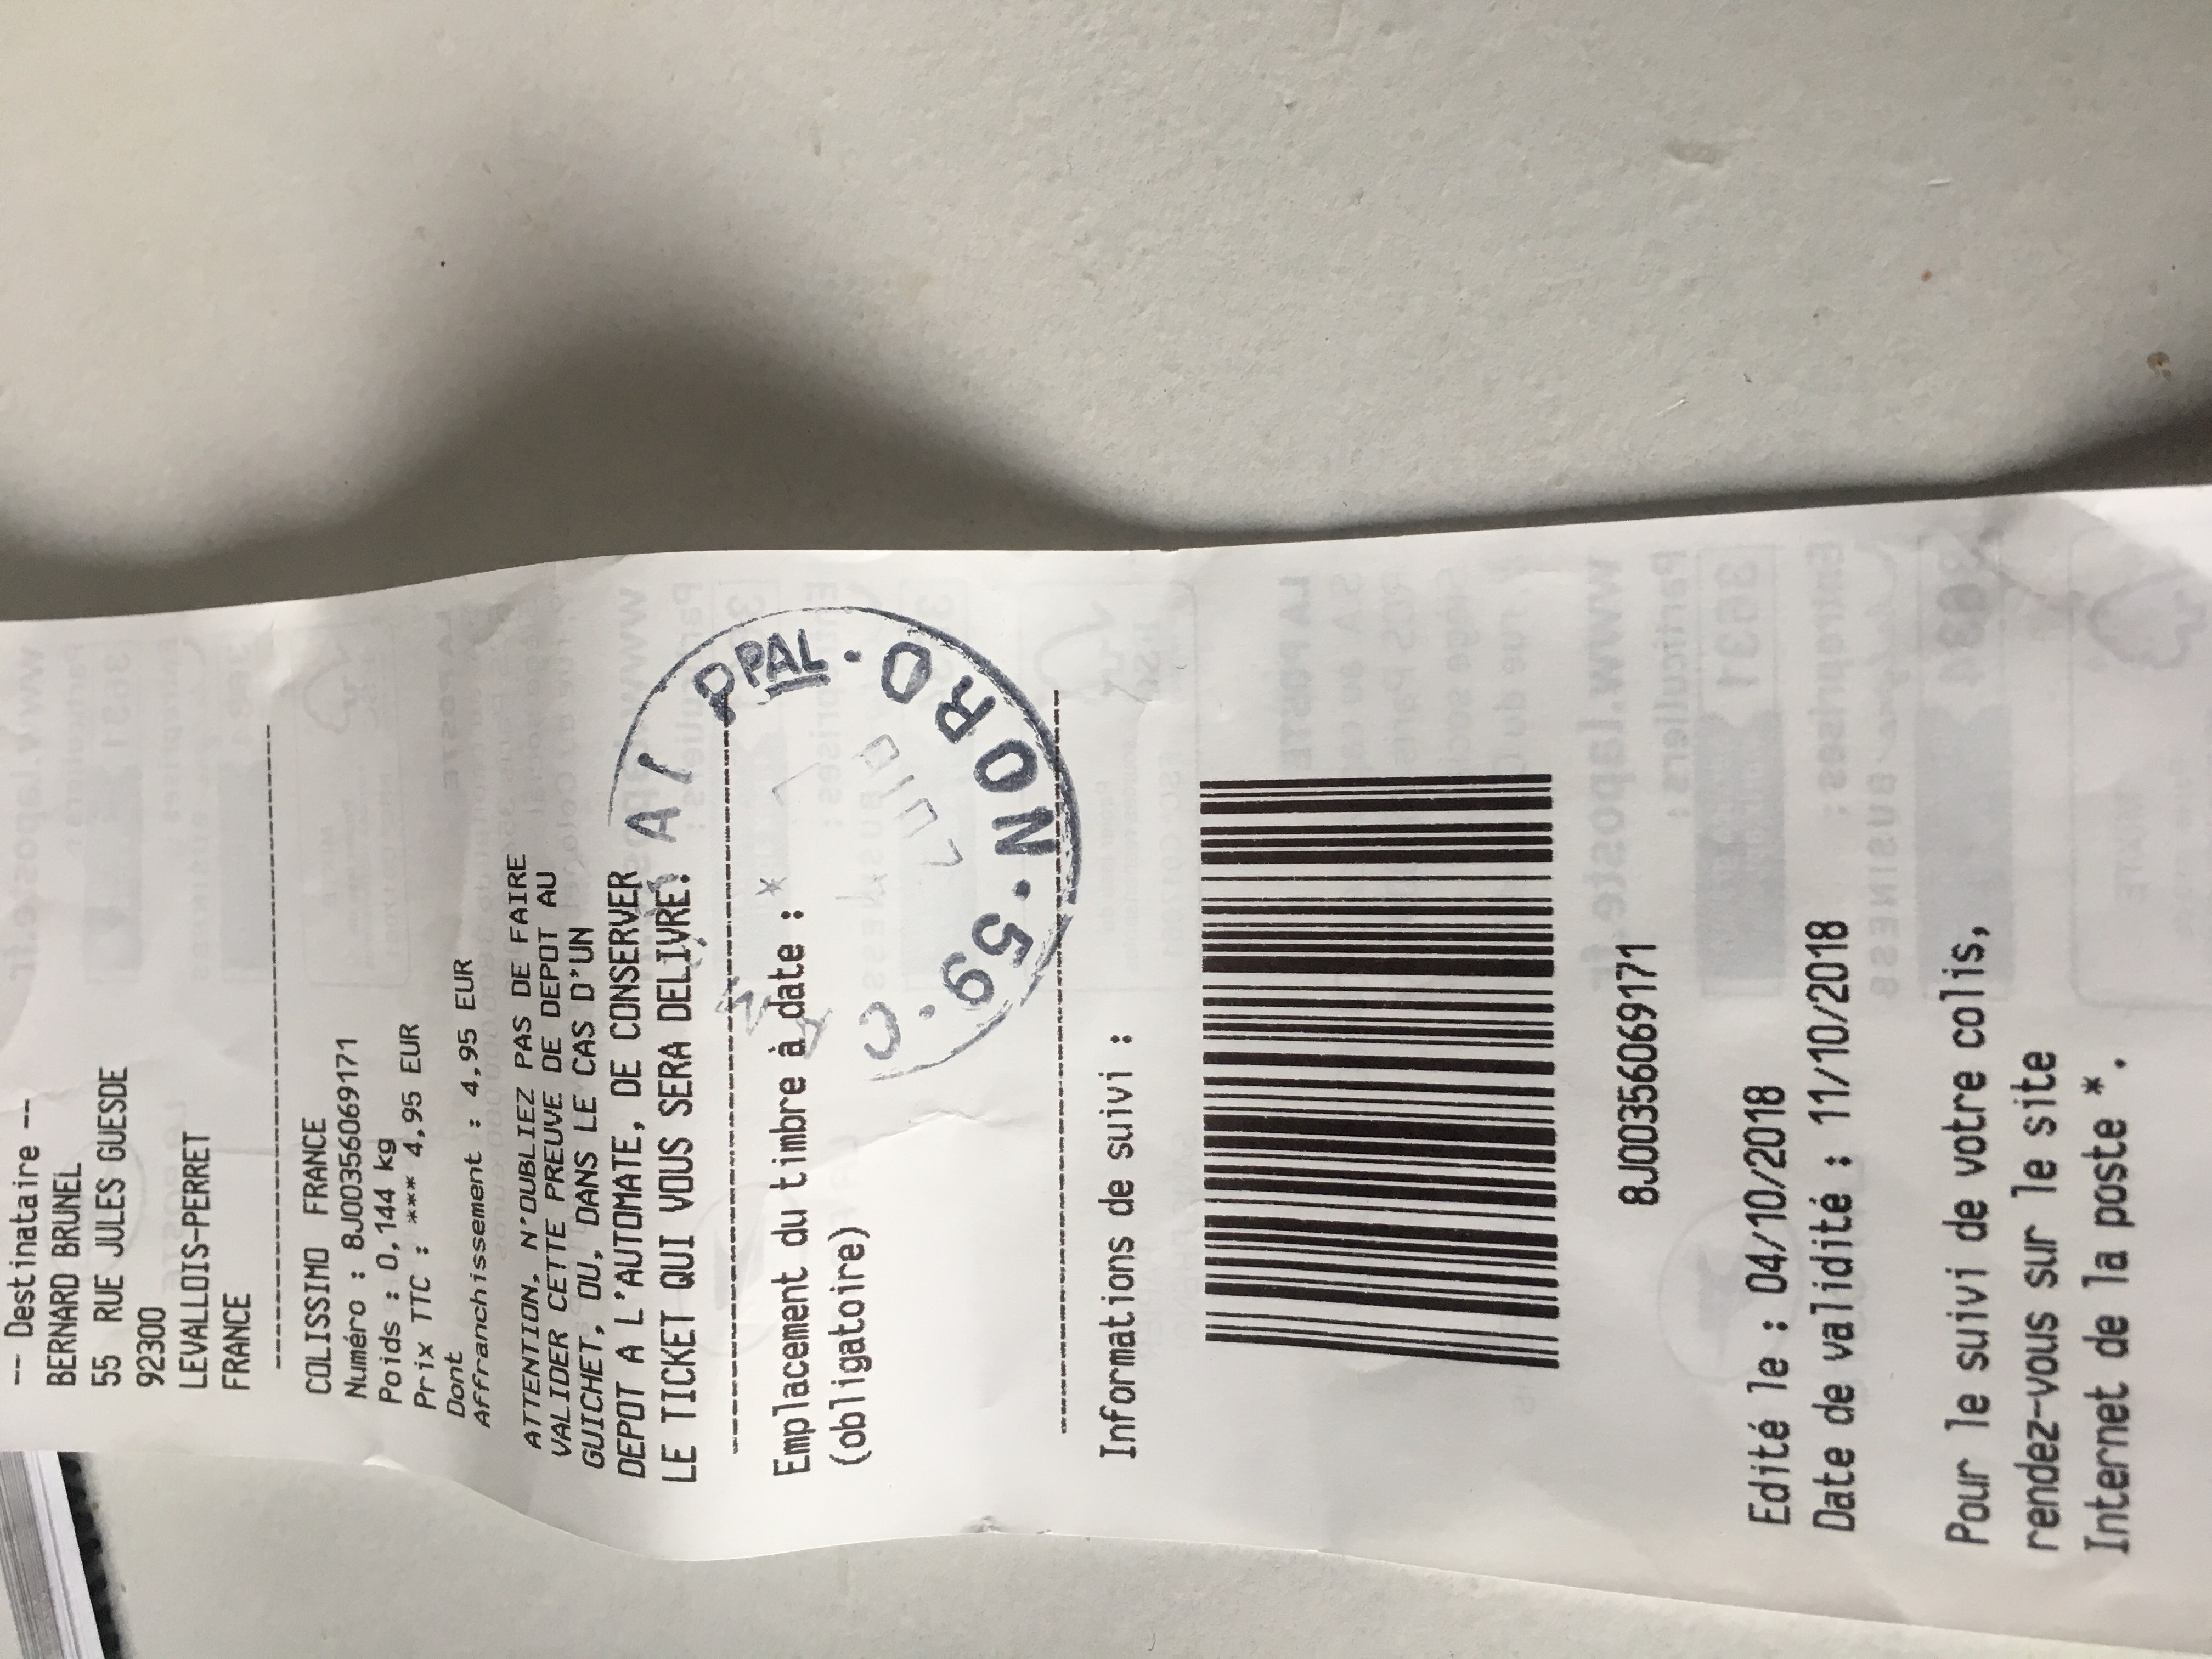 -- Destinataire --
BERNARD BRUNEL
55 RUE JULES GUESDE
92300
LEVALLOIS-PERRET
FRANCE
COLISSIMO FRANCE
Numéro : 8J00356069171
Poids : 0,144 kg
Prix TTC : *** 4,95 EUR
Dont
Affranchissement : 4,95 EUR
ATTENTION, N'OUBLIEZ PAS DE FAIRE
VALIDER CETTE PREUVE DE DEPOT AU
GUICHET, OU, DANS LE CAS D'UN
DEPOT A L'AUTOMATE, DE CONSERVER
LE TICKET QUI VOUS SERA DELIVRE.
Emplacement du timbre à date :
(obligatoire)
PPAL. NORD. 59.
Informations de suivi :
8J00356069171
Edité le : 04/10/2018
Date de validité : 11/10/2018
Pour le suivi de votre colis,
rendez-vous sur le site
Internet de la poste *.